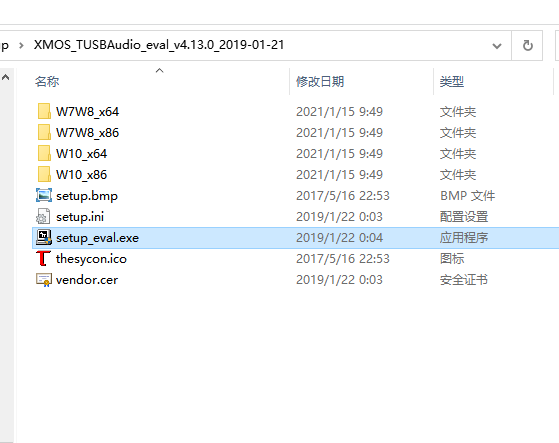 ip › XMOS_TUSBAudio_eval_v4.13.0_2019-01-21
名称 修改日期 类型
W7W8_x64 2021/1/15 9:49 文件夹
W7W8_x86 2021/1/15 9:49 文件夹
W10_x64 2021/1/15 9:49 文件夹
W10_x86 2021/1/15 9:49 文件夹
setup.bmp 2017/5/16 22:53 BMP 文件
setup.ini 2019/1/22 0:03 配置设置
setup_eval.exe 2019/1/22 0:04 应用程序
thesycon.ico 2017/5/16 22:53 图标
vendor.cer 2019/1/22 0:03 安全证书